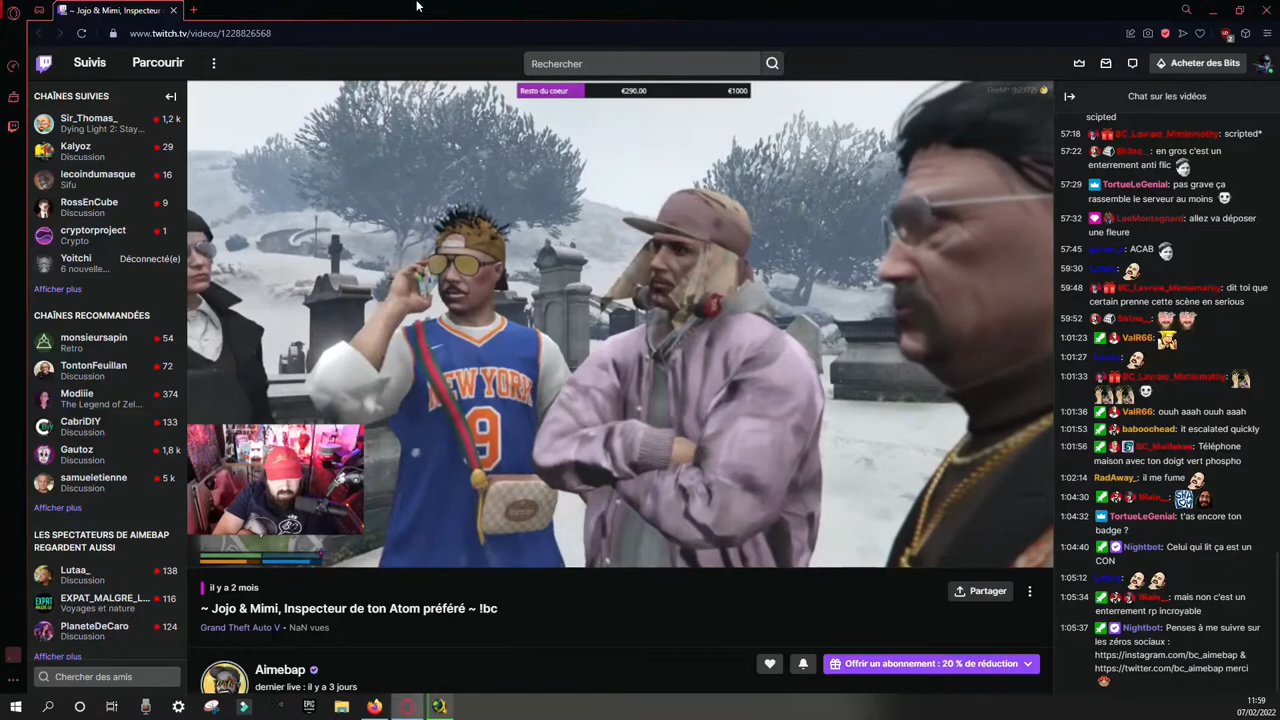 ~ Jojo & Mimi, Inspecteur
www.twitch.tv/videos/1228826568
2
Suivis
Parcourir
Rechercher
Acheter des Bits
CHAÎNES SUIVIES
Sir_Thomas_
1,2 k
Dying Light 2: Stay...
Kalyoz
29
Discussion
lecoindumasque
16
Sifu
RossEnCube
9
Discussion
cryptorproject
1
Crypto
Yoitchi
Déconnecté(e)
6 nouvelle...
Afficher plus
CHAÎNES RECOMMANDÉES
monsieursapin
54
Retro
TontonFeuillan
72
Discussion
Modiiie
374
The Legend of Zel...
CabriDIY
133
Discussion
Gautoz
1,8 k
Discussion
samueletienne
5 k
Discussion
Afficher plus
LES SPECTATEURS DE AIMEBAP
REGARDENT AUSSI
Lutaa_
138
Discussion
EXPAT
EXPAT_MALGRE_L...
116
Voyages et nature
PlaneteDeCaro
124
Discussion
Afficher plus
Chercher des amis
Resto du coeur
€290.00
€1000
NEW YORK
9
il y a 2 mois
Partager
~ Jojo & Mimi, Inspecteur de ton Atom préféré ~ !bc
Grand Theft Auto V • NaN vues
Aimebap
dernier live : il y a 3 jours
Offrir un abonnement : 20 % de réduction
Chat sur les vidéos
scipted
57:18 BC_Lavraie_Mimiemathy: scripted*
57:22 : en gros c'est un
enterrement anti flic
57:29 TortueLeGenial: pas grave ça
rassemble le serveur au moins
57:32 LeeMontagnard: allez va déposer
une fleure
57:45 : ACAB
59:30
59:48 BC_Lavraie_Mimiemathy: dit toi que
certain prenne cette scène en serious
59:52
1:01:23 ValR66:
1:01:27
1:01:33 BC_Lavraie_Mimiemathy:
1:01:36 ValR66: ouuh aaah ouuh aaah
1:01:53 baboochead: it escalated quickly
1:01:56 : Téléphone
maison avec ton doigt vert phospho
1:02:14 RadAway_: il me fume
1:04:30
1:04:32 TortueLeGenial: t'as encore ton
badge ?
1:04:40 Nightbot: Celui qui lit ça est un
CON
1:05:12
1:05:34 : mais non c'est un
enterrement rp incroyable
1:05:37 Nightbot: Penses à me suivre sur
les zéros sociaux :
https://instagram.com/bc_aimebap &
https://twitter.com/bc_aimebap merci
EPIC
GAMES
11:59
07/02/2022